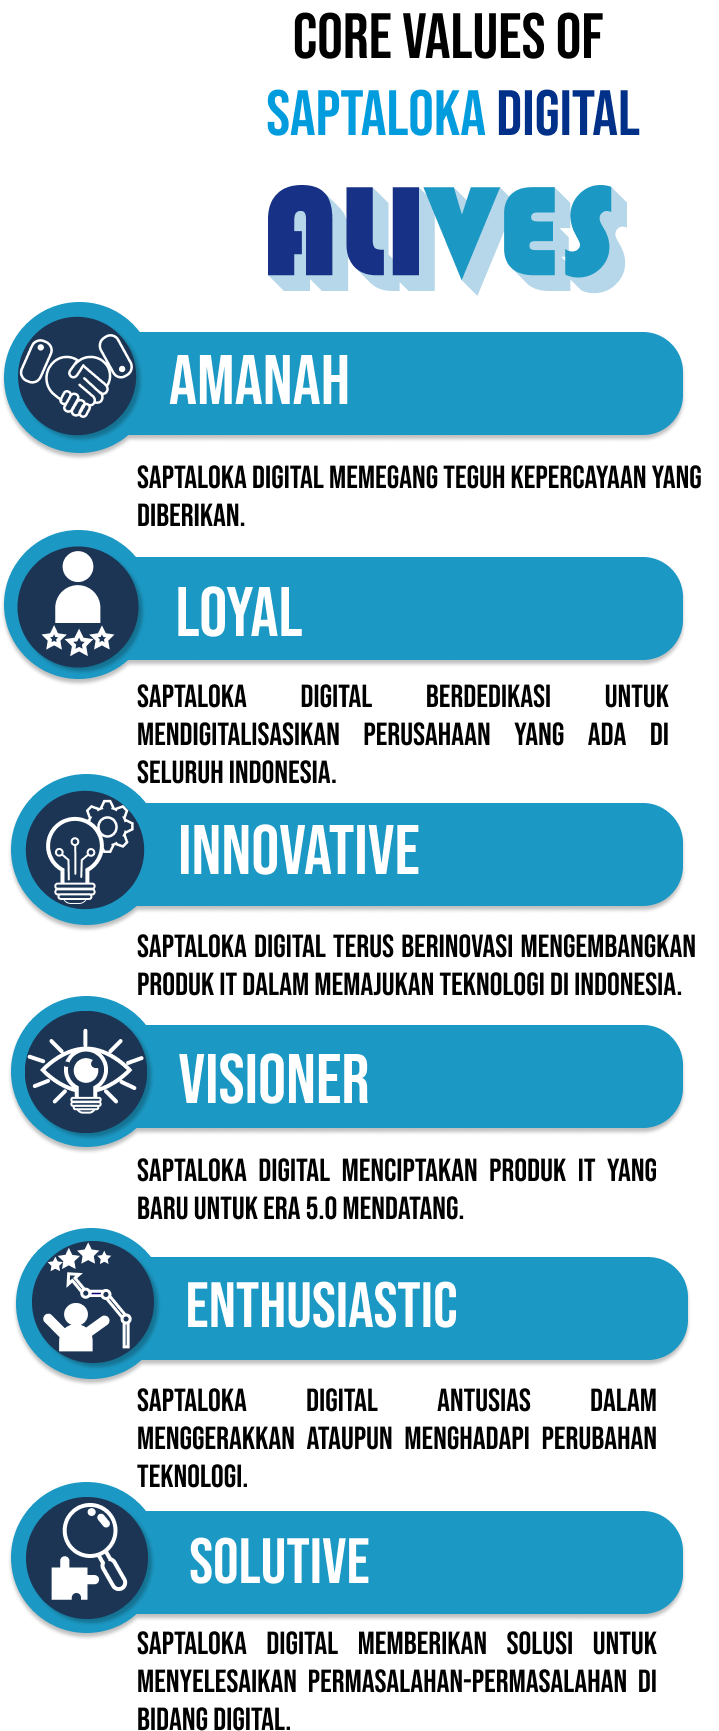 CORE VALUES OF
SAPTALOKA DIGITAL
ALIVES
AMANAH
SAPTALOKA DIGITAL MEMEGANG TEGUH KEPERCAYAAN YANG
DIBERIKAN.
LOYAL
SAPTALOKA DIGITAL BERDEDIKASI UNTUK
MENDIGITALISASIKAN PERUSAHAAN YANG ADA DI
SELURUH INDONESIA.
INNOVATIVE
SAPTALOKA DIGITAL TERUS BERINOVASI MENGEMBANGKAN
PRODUK IT DALAM MEMAJUKAN TEKNOLOGI DI INDONESIA.
VISIONER
SAPTALOKA DIGITAL MENCIPTAKAN PRODUK IT YANG
BARU UNTUK ERA 5.0 MENDATANG.
ENTHUSIASTIC
SAPTALOKA DIGITAL ANTUSIAS DALAM
MENGGERAKKAN ATAUPUN MENGHADAPI PERUBAHAN
TEKNOLOGI.
SOLUTIVE
SAPTALOKA DIGITAL MEMBERIKAN SOLUSI UNTUK
MENYELESAIKAN PERMASALAHAN-PERMASALAHAN DI
BIDANG DIGITAL.